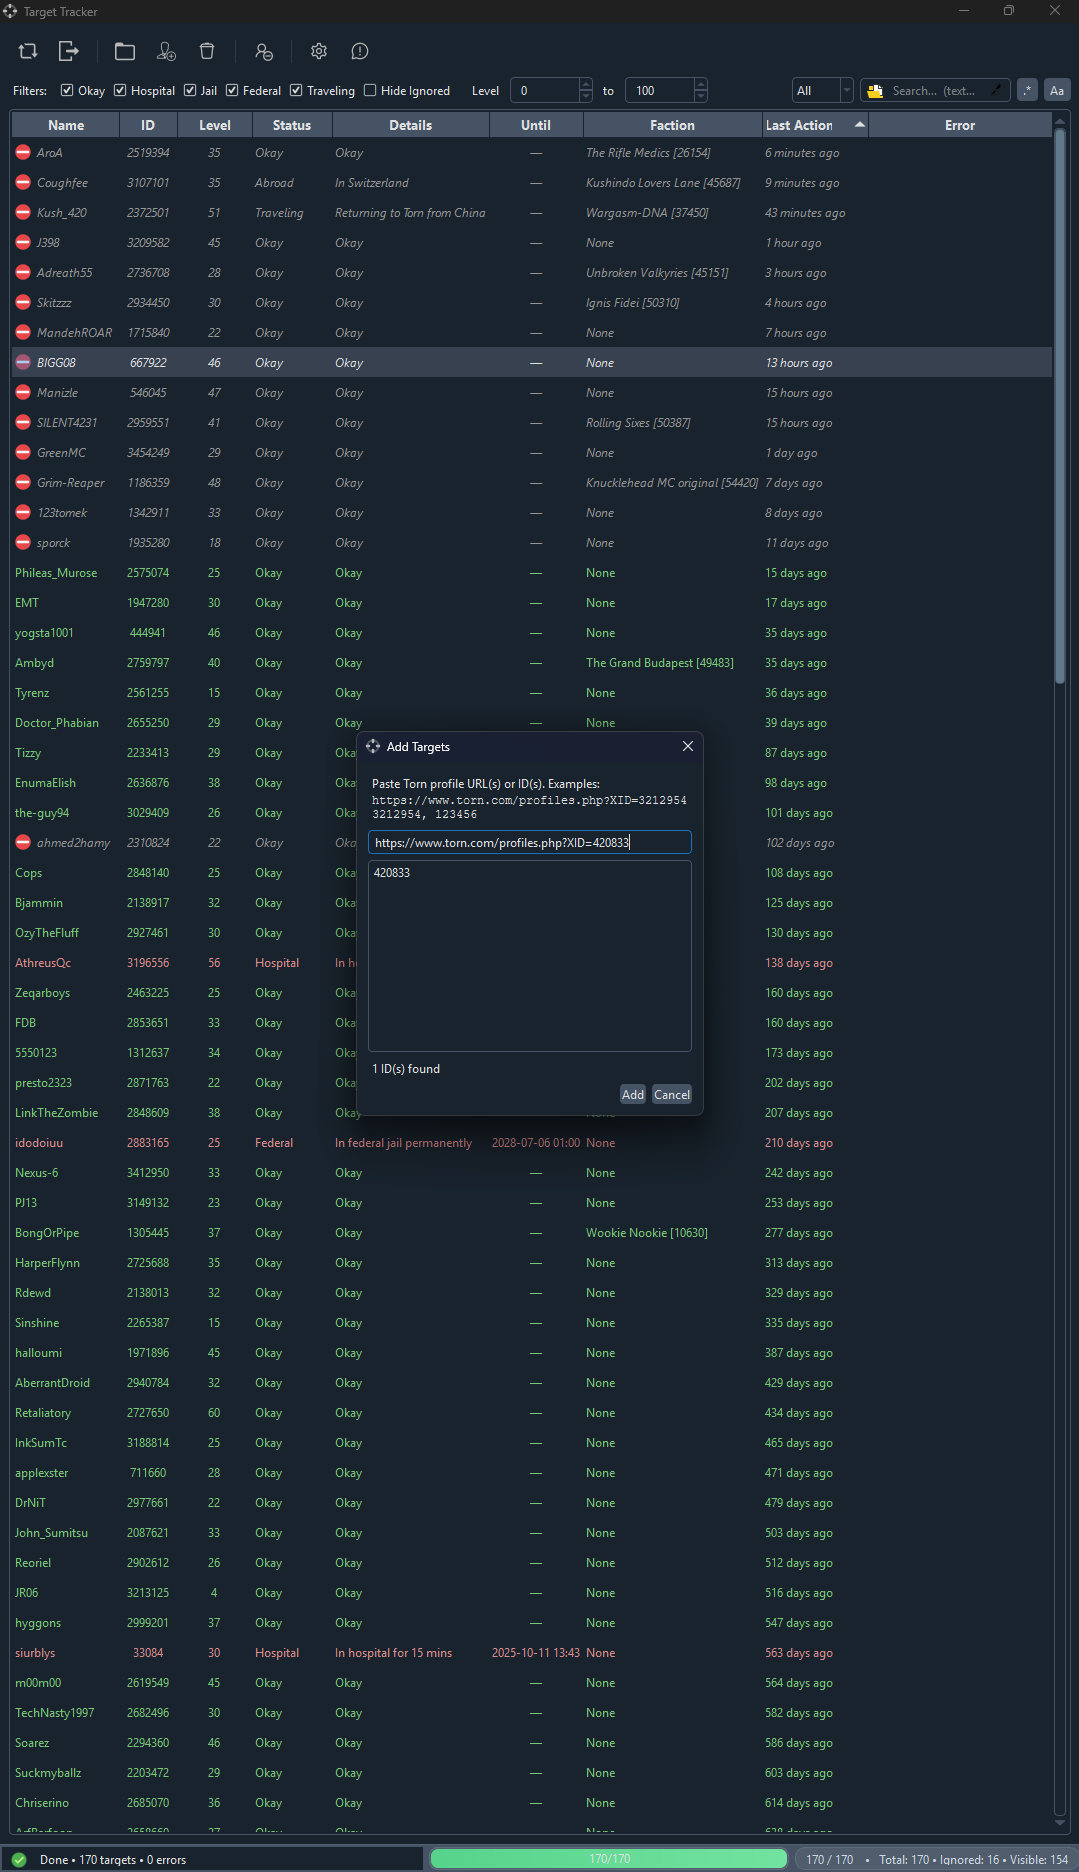 Target Tracker
Filters: Okay Hospital Jail Federal Traveling Hide Ignored Level 0 to 100 All Search... (text... .* Aa
Name ID Level Status Details Until Faction Last Action Error
AroA 2519394 35 Okay Okay — The Rifle Medics [26154] 6 minutes ago
Coughfee 3107101 35 Abroad In Switzerland — Kushindo Lovers Lane [45687] 9 minutes ago
Kush_420 2372501 51 Traveling Returning to Torn from China — Wargasm-DNA [37450] 43 minutes ago
J398 3209582 45 Okay Okay — None 1 hour ago
Adreath55 2736708 28 Okay Okay — Unbroken Valkyries [45151] 3 hours ago
Skitzzz 2934450 30 Okay Okay — Ignis Fidei [50310] 4 hours ago
MandehROAR 1715840 22 Okay Okay — None 7 hours ago
BIGG08 667922 46 Okay Okay — None 13 hours ago
Manizle 546045 47 Okay Okay — None 15 hours ago
SILENT4231 2959551 41 Okay Okay — Rolling Sixes [50387] 15 hours ago
GreenMC 3454249 29 Okay Okay — None 1 day ago
Grim-Reaper 1186359 48 Okay Okay — Knucklehead MC original [54420] 7 days ago
123tomek 1342911 33 Okay Okay — None 8 days ago
sporck 1935280 18 Okay Okay — None 11 days ago
Phileas_Murose 2575074 25 Okay Okay — None 15 days ago
EMT 1947280 30 Okay Okay — None 17 days ago
yogsta1001 444941 46 Okay Okay — None 35 days ago
Ambyd 2759797 40 Okay Okay — The Grand Budapest [49483] 35 days ago
Tyrenz 2561255 15 Okay Okay — None 36 days ago
Doctor_Phabian 2655250 29 Okay Okay — None 39 days ago
Tizzy 2233413 29 Okay Oka 87 days ago
EnumaElish 2636876 38 Okay Oka 98 days ago
the-guy94 3029409 26 Okay Oka 101 days ago
ahmed2hamy 2310824 22 Okay Oka 102 days ago
Cops 2848140 25 Okay Oka 108 days ago
Bjammin 2138917 32 Okay Oka 125 days ago
OzyTheFluff 2927461 30 Okay Oka 130 days ago
AthreusQc 3196556 56 Hospital In h 138 days ago
Zeqarboys 2463225 25 Okay Oka 160 days ago
FDB 2853651 33 Okay Oka 160 days ago
5550123 1312637 34 Okay Oka 173 days ago
presto2323 2871763 22 Okay Oka 202 days ago
LinkTheZombie 2848609 38 Okay Okay 207 days ago
idodoiuu 2883165 25 Federal In federal jail permanently 2028-07-06 01:00 None 210 days ago
Nexus-6 3412950 33 Okay Okay — None 242 days ago
PJ13 3149132 23 Okay Okay — None 253 days ago
BongOrPipe 1305445 37 Okay Okay — Wookie Nookie [10630] 277 days ago
HarperFlynn 2725688 35 Okay Okay — None 313 days ago
Rdewd 2138013 32 Okay Okay — None 329 days ago
Sinshine 2265387 15 Okay Okay — None 335 days ago
halloumi 1971896 45 Okay Okay — None 387 days ago
AberrantDroid 2940784 32 Okay Okay — None 429 days ago
Retaliatory 2727650 60 Okay Okay — None 434 days ago
InkSumTc 3188814 25 Okay Okay — None 465 days ago
applexster 711660 28 Okay Okay — None 471 days ago
DrNiT 2977661 22 Okay Okay — None 479 days ago
John_Sumitsu 2087621 33 Okay Okay — None 503 days ago
Reoriel 2902612 26 Okay Okay — None 512 days ago
JR06 3213125 4 Okay Okay — None 516 days ago
hyggons 2999201 37 Okay Okay — None 547 days ago
siurblys 33084 30 Hospital In hospital for 15 mins 2025-10-11 13:43 None 563 days ago
m00m00 2619549 45 Okay Okay — None 564 days ago
TechNasty1997 2682496 30 Okay Okay — None 582 days ago
Soarez 2294360 46 Okay Okay — None 586 days ago
Suckmyballz 2203472 29 Okay Okay — None 603 days ago
Chriserino 2685070 36 Okay Okay — None 614 days ago
Add Targets
Paste Torn profile URL(s) or ID(s). Examples:
https://www.torn.com/profiles.php?XID=3212954
3212954, 123456
https://www.torn.com/profiles.php?XID=420833
420833
1 ID(s) found
Add Cancel
Done • 170 targets • 0 errors 170/170 170 / 170 • Total: 170 • Ignored: 16 • Visible: 154